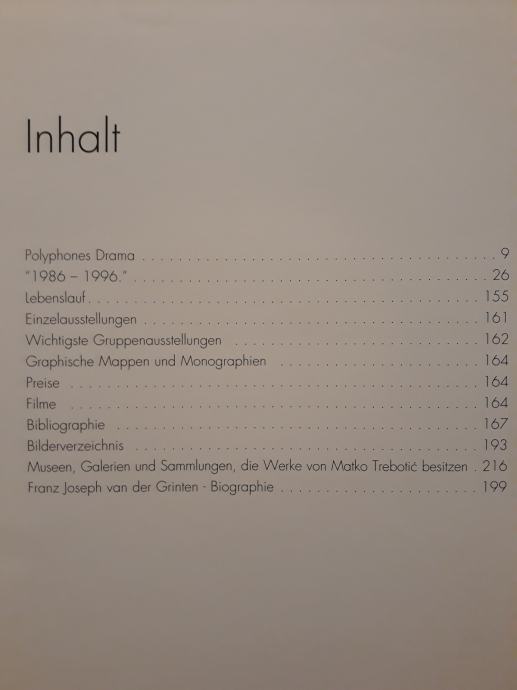 Inhalt
Polyphones Drama . . . . . . . . . . . . . . . . . . . . . . . . . . . . . . . . . . . . . . . 9
"1986 – 1996." . . . . . . . . . . . . . . . . . . . . . . . . . . . . . . . . . . . . . . . 26
Lebenslauf . . . . . . . . . . . . . . . . . . . . . . . . . . . . . . . . . . . . . . . . . . 155
Einzelausstellungen . . . . . . . . . . . . . . . . . . . . . . . . . . . . . . . . . . . . 161
Wichtigste Gruppenausstellungen . . . . . . . . . . . . . . . . . . . . . . . . . . 162
Graphische Mappen und Monographien . . . . . . . . . . . . . . . . . . . . . 164
Preise . . . . . . . . . . . . . . . . . . . . . . . . . . . . . . . . . . . . . . . . . . . 164
Filme . . . . . . . . . . . . . . . . . . . . . . . . . . . . . . . . . . . . . . . . . . . 164
Bibliographie . . . . . . . . . . . . . . . . . . . . . . . . . . . . . . . . . . . . . . 167
Bilderverzeichnis . . . . . . . . . . . . . . . . . . . . . . . . . . . . . . . . . . . . 193
Museen, Galerien und Sammlungen, die Werke von Matko Trebotić besitzen . 216
Franz Joseph van der Grinten - Biographie . . . . . . . . . . . . . . . . . . . . 199